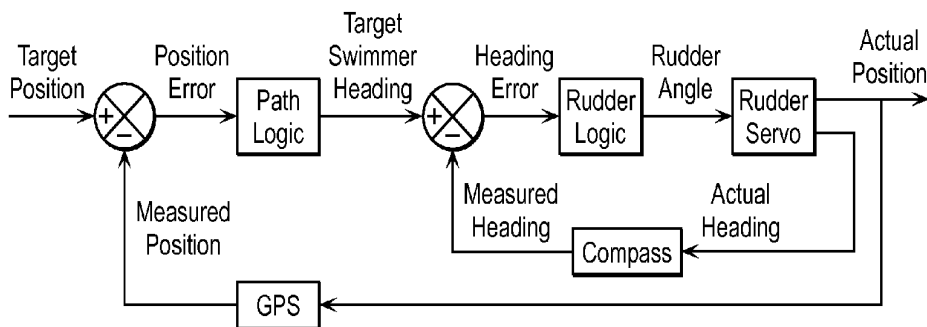 Target
Position
+
−
Position
Error
Path
Logic
Target
Swimmer
Heading
+
−
Heading
Error
Rudder
Logic
Rudder
Angle
Rudder
Servo
Actual
Position
Measured
Position
Measured
Heading
Compass
Actual
Heading
GPS